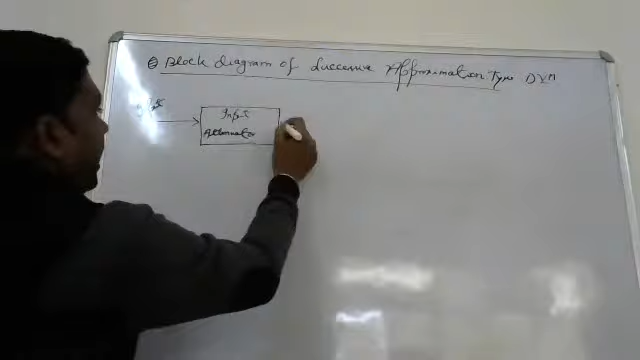 Block diagram of Successive Approximation Type DVM
Input
Attenuator